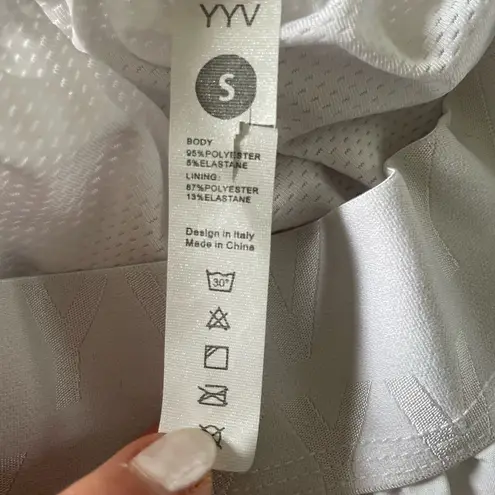 YYV
S
BODY
95%POLYESTER
5%ELASTANE
LINING:
87%POLYESTER
13%ELASTANE
Design in Italy
Made in China
30°